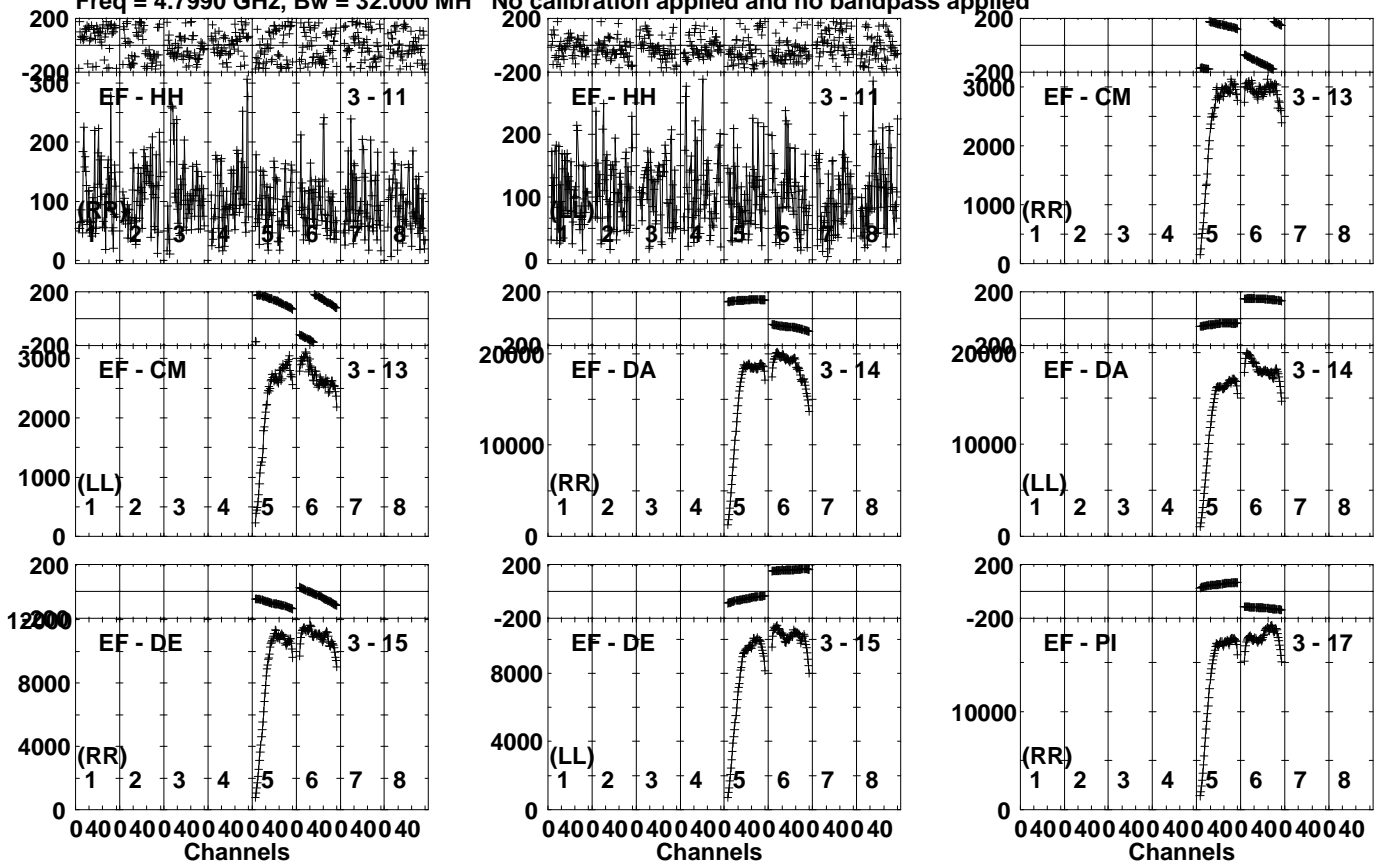 Freq = 4.7990 GHz, Bw = 32.000 MH No calibration applied and no bandpass applied
200
-200
300
200
100
0
EF - HH 3 - 11
(RR)
1 2 3 4 5 6 7 8
200
-200
200
100
0
EF - HH 3 - 11
(LL)
1 2 3 4 5 6 7 8
200
-200
3000
2000
1000
0
EF - CM 3 - 13
(RR)
1 2 3 4 5 6 7 8
200
-200
3000
2000
1000
0
EF - CM 3 - 13
(LL)
1 2 3 4 5 6 7 8
200
-200
20000
10000
0
EF - DA 3 - 14
(RR)
1 2 3 4 5 6 7 8
200
-200
20000
10000
0
EF - DA 3 - 14
(LL)
1 2 3 4 5 6 7 8
200
-200
12000
8000
4000
0
EF - DE 3 - 15
(RR)
1 2 3 4 5 6 7 8
0 40 0 40 0 40 0 40 0 40 0 40 0 40 0 40
Channels
200
-200
8000
4000
0
EF - DE 3 - 15
(LL)
1 2 3 4 5 6 7 8
0 40 0 40 0 40 0 40 0 40 0 40 0 40 0 40
Channels
200
-200
10000
0
EF - PI 3 - 17
(RR)
1 2 3 4 5 6 7 8
0 40 0 40 0 40 0 40 0 40 0 40 0 40 0 40
Channels